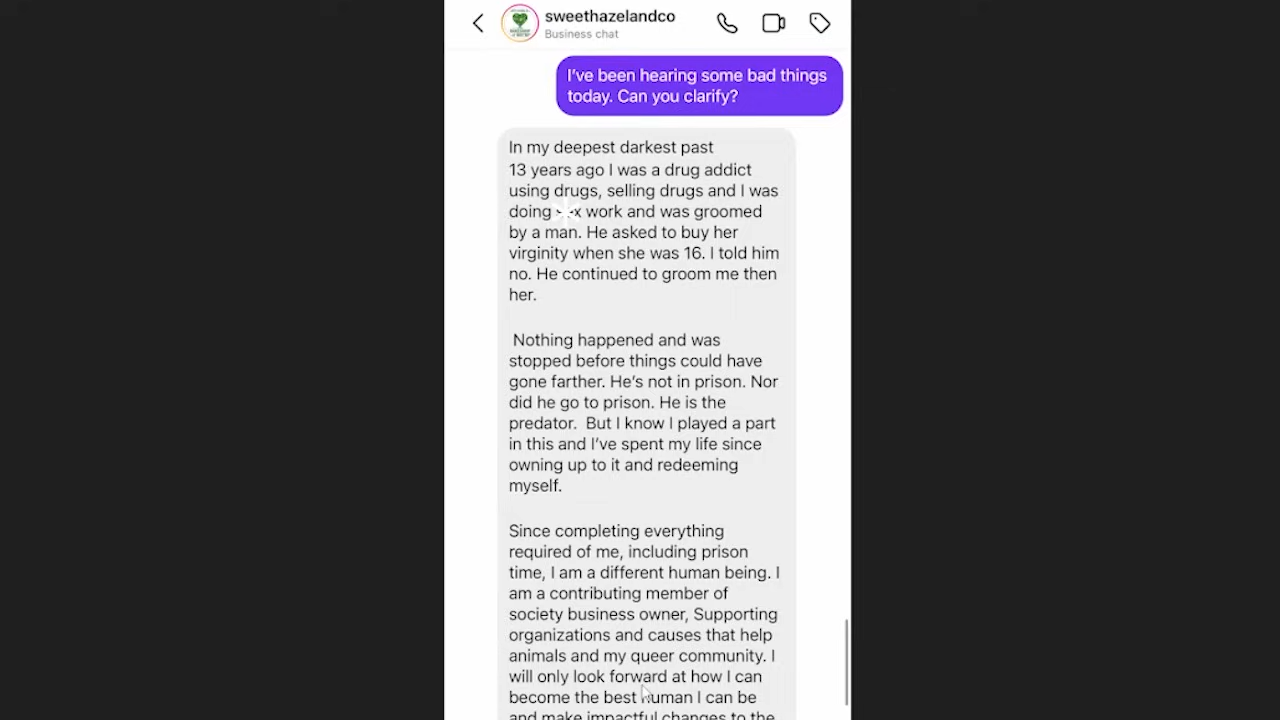 sweethazelandco
Business chat
I've been hearing some bad things
today. Can you clarify?
In my deepest darkest past
13 years ago I was a drug addict
using drugs, selling drugs and I was
doing s*x work and was groomed
by a man. He asked to buy her
virginity when she was 16. I told him
no. He continued to groom me then
her.
Nothing happened and was
stopped before things could have
gone farther. He's not in prison. Nor
did he go to prison. He is the
predator. But I know I played a part
in this and I've spent my life since
owning up to it and redeeming
myself.
Since completing everything
required of me, including prison
time, I am a different human being. I
am a contributing member of
society business owner, Supporting
organizations and causes that help
animals and my queer community. I
will only look forward at how I can
become the best human I can be
and make impactful changes to the